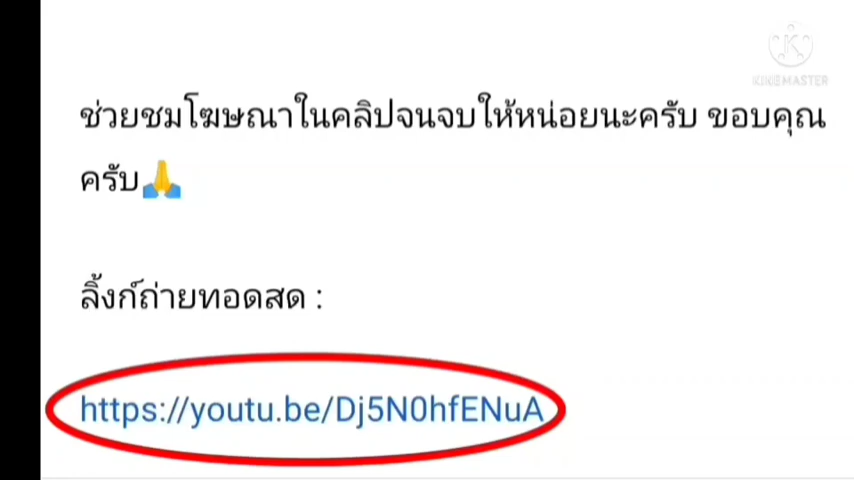 KINEMASTER
ช่วยชมโฆษณาในคลิปจนจบให้หน่อยนะครับ ขอบคุณ
ครับ🙏
ลิ้งก์ถ่ายทอดสด :
https://youtu.be/Dj5N0hfENuA